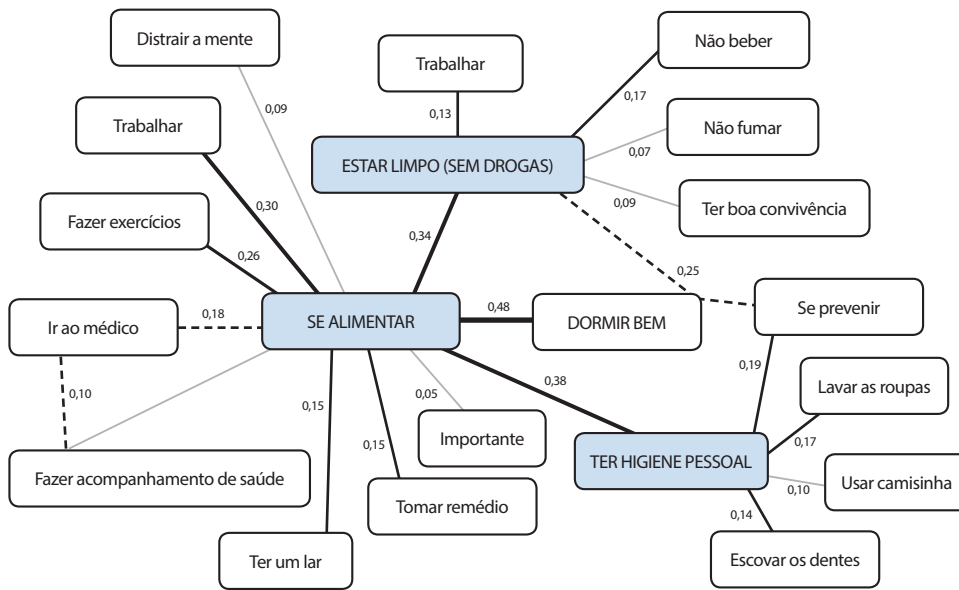 Distrair a mente
Trabalhar
Não beber
0,09
0,13
0,17
Trabalhar
Não fumar
ESTAR LIMPO (SEM DROGAS)
0,07
0,30
0,09
Ter boa convivência
Fazer exercícios
0,34
0,26
0,25
Ir ao médico
0,18
SE ALIMENTAR
0,48
DORMIR BEM
Se prevenir
0,10
0,15
0,05
0,38
0,19
Lavar as roupas
Importante
0,15
0,17
Fazer acompanhamento de saúde
TER HIGIENE PESSOAL
Usar camisinha
0,10
Tomar remédio
0,14
Ter um lar
Escovar os dentes